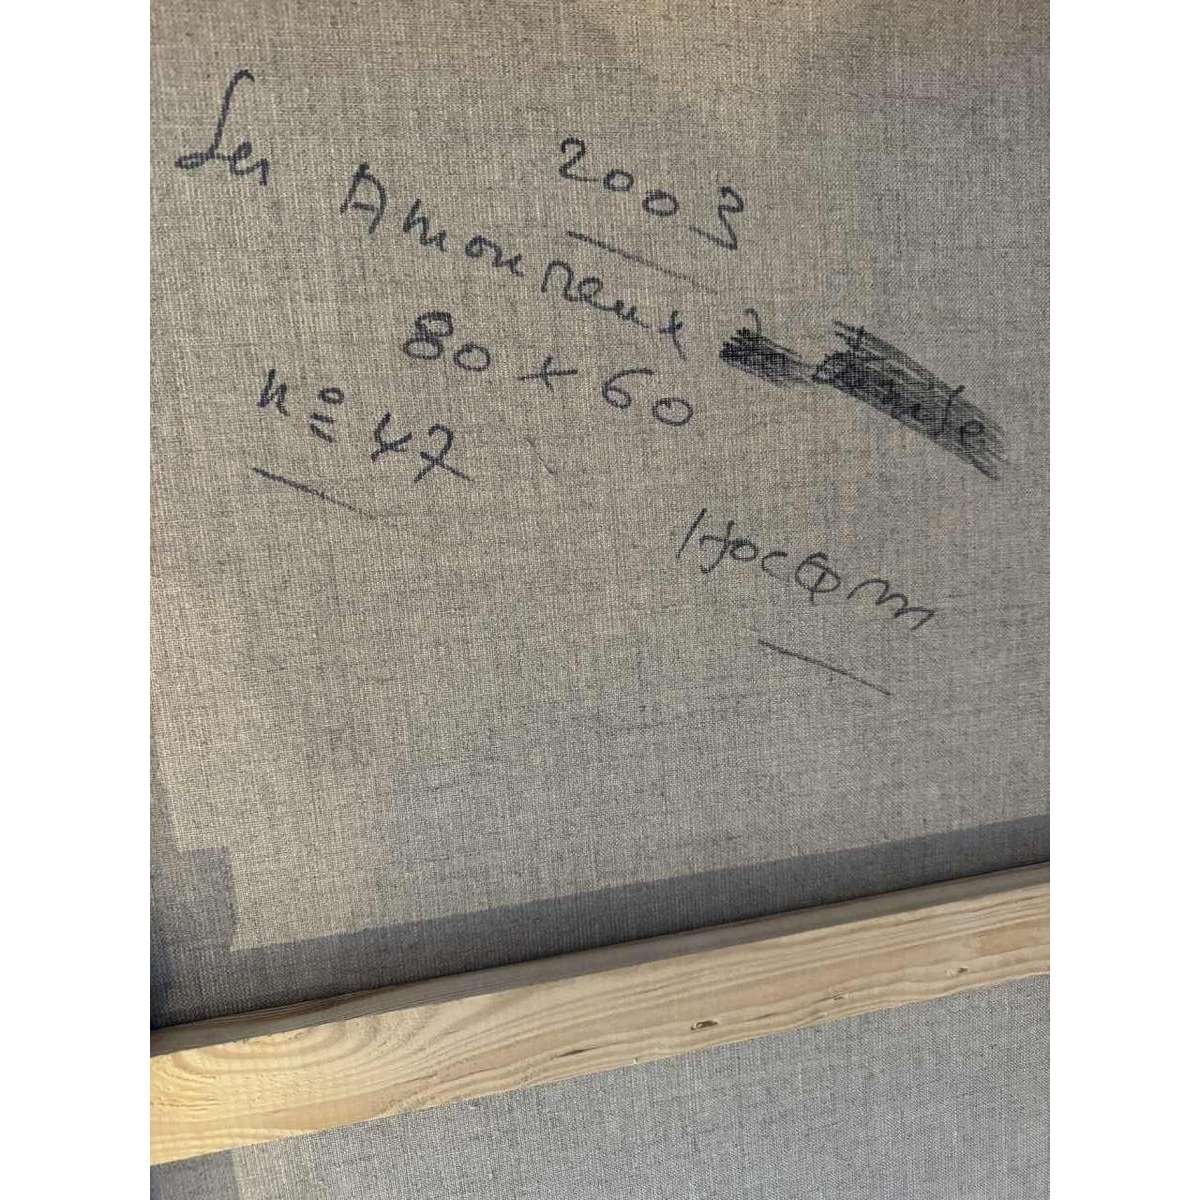 2003
Les Amoureux
80 + 60
n° 47